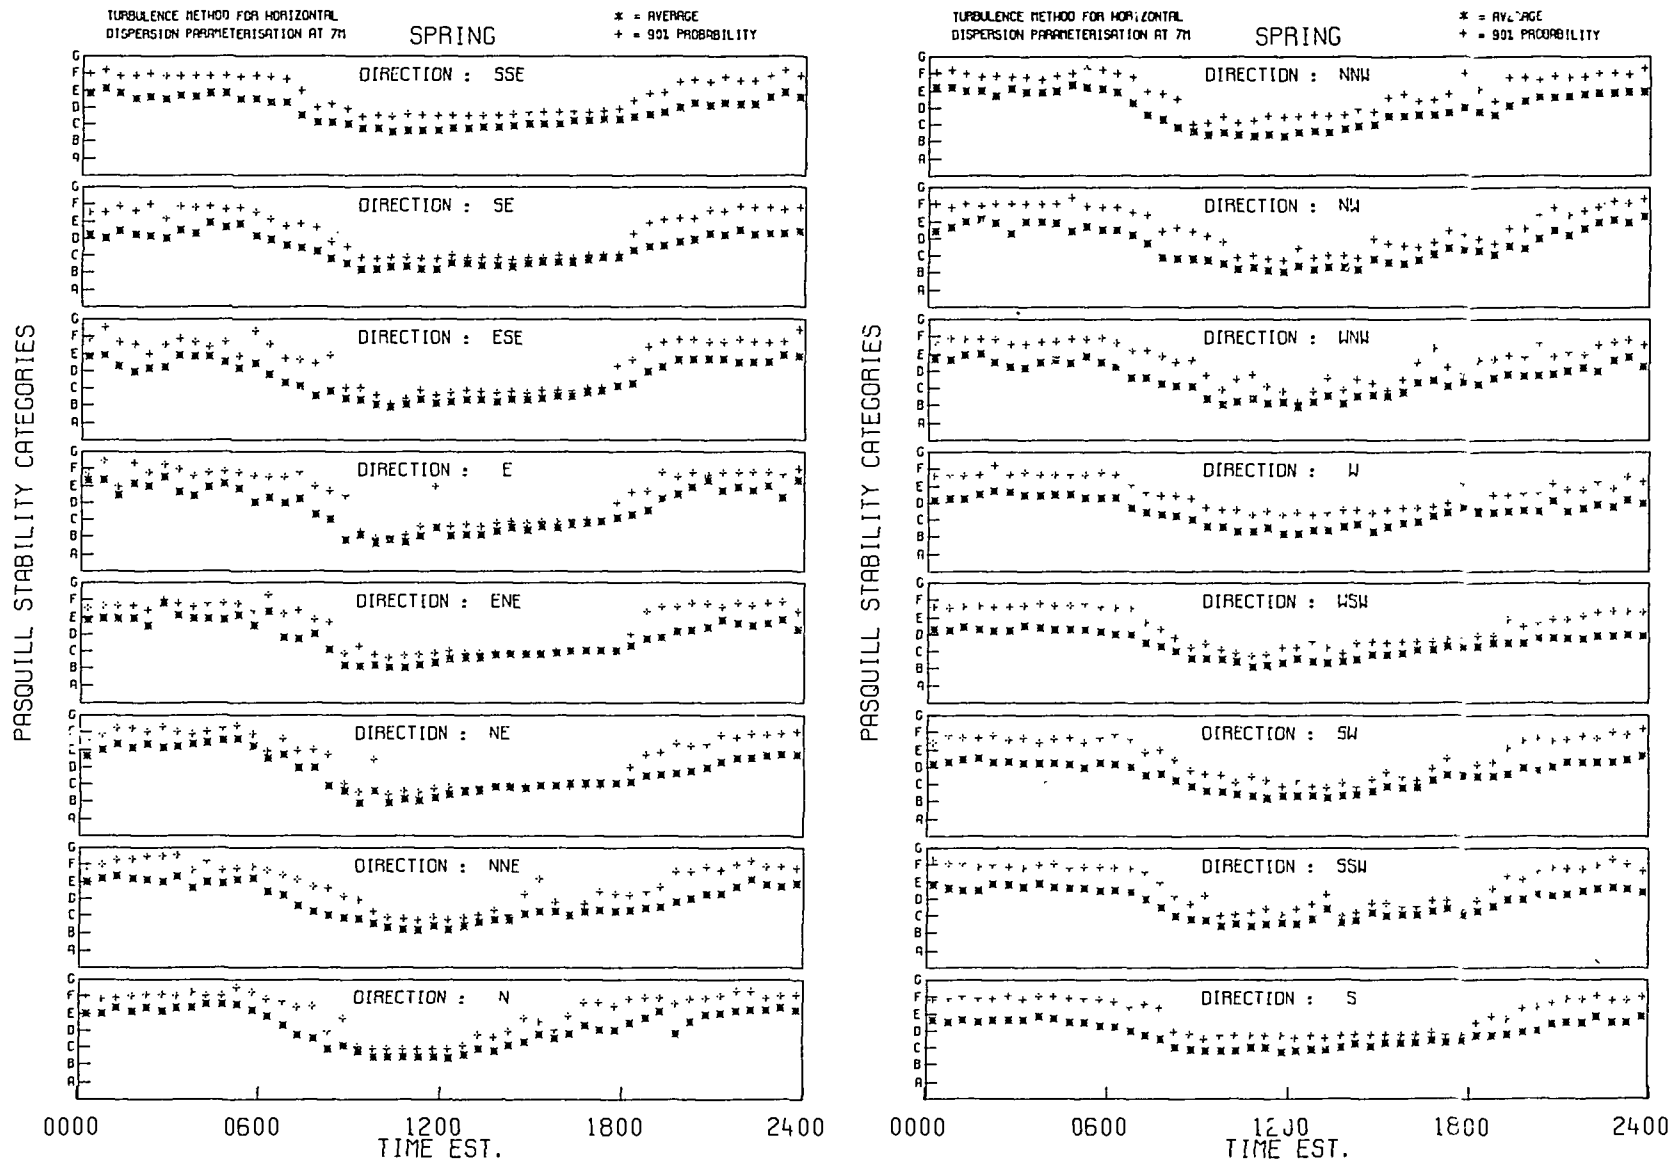 TURBULENCE METHOD FOR HORIZONTAL
DISPERSION PARAMETERISATION AT 7M
SPRING
* = AVERAGE
+ = 90% PROBABILITY
PASQUILL STABILITY CATEGORIES
G
F
E
D
C
B
A
DIRECTION : SSE
G
F
E
D
C
B
A
DIRECTION : SE
G
F
E
D
C
B
A
DIRECTION : ESE
G
F
E
D
C
B
A
DIRECTION : E
G
F
E
D
C
B
A
DIRECTION : ENE
G
F
E
D
C
B
A
DIRECTION : NE
G
F
E
D
C
B
A
DIRECTION : NNE
G
F
E
D
C
B
A
DIRECTION : N
0000 0600 1200 1800 2400
TIME EST.
TURBULENCE METHOD FOR HORIZONTAL
DISPERSION PARAMETERISATION AT 7M
SPRING
* = AVERAGE
+ = 90% PROBABILITY
PASQUILL STABILITY CATEGORIES
G
F
E
D
C
B
A
DIRECTION : NNW
G
F
E
D
C
B
A
DIRECTION : NW
G
F
E
D
C
B
A
DIRECTION : WNW
G
F
E
D
C
B
A
DIRECTION : W
G
F
E
D
C
B
A
DIRECTION : WSW
G
F
E
D
C
B
A
DIRECTION : SW
G
F
E
D
C
B
A
DIRECTION : SSW
G
F
E
D
C
B
A
DIRECTION : S
0000 0600 1200 1800 2400
TIME EST.